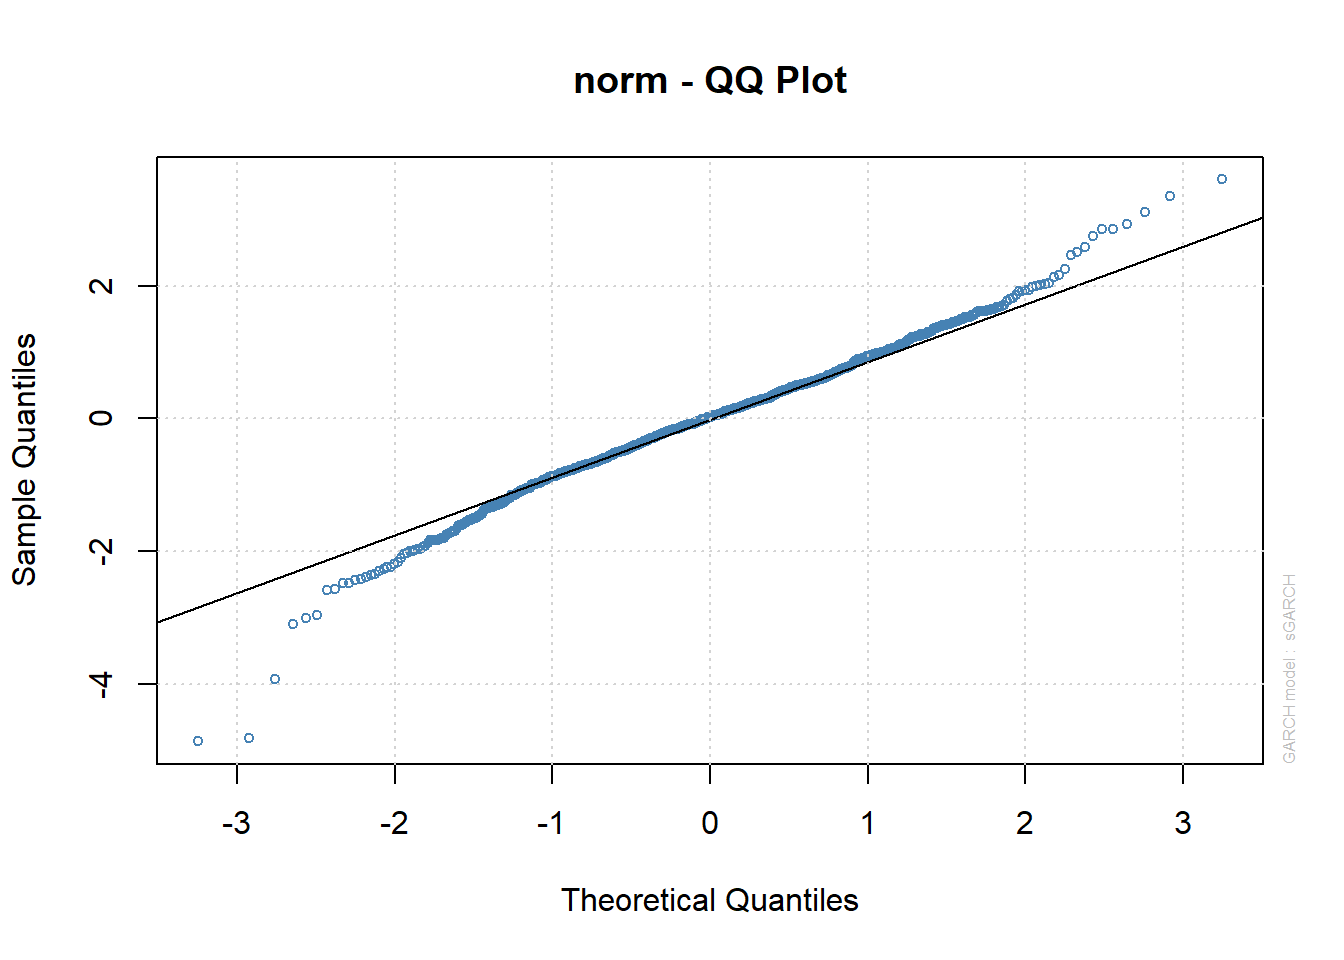 norm - QQ Plot
Sample Quantiles
2
0
-2
-4
-3 -2 -1 0 1 2 3
Theoretical Quantiles
GARCH model : sGARCH